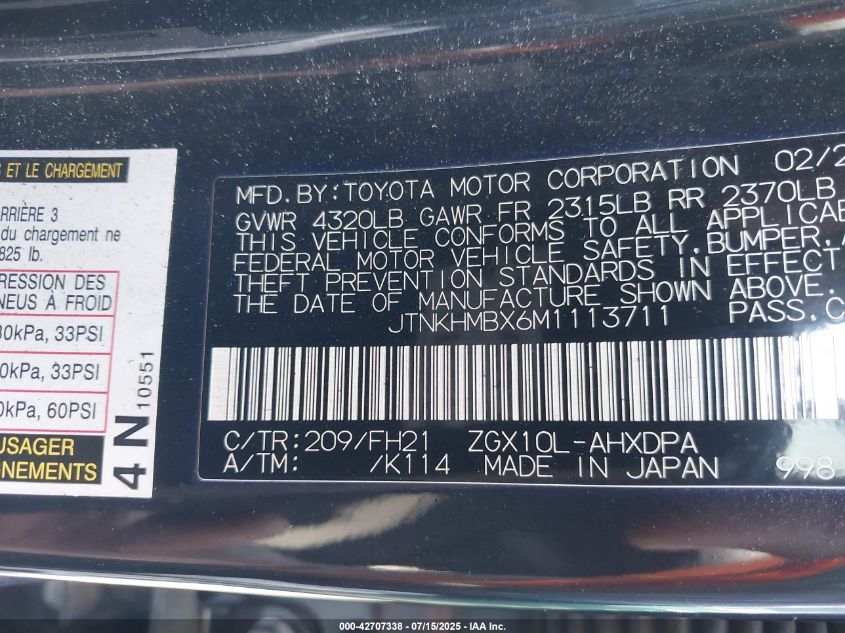 S ET LE CHARGEMENT
ARRIÈRE 3
du chargement ne
825 lb.
RESSION DES
NEUS À FROID
30kPa, 33PSI
0kPa, 33PSI
0kPa, 60PSI
USAGER
GNEMENTS
4N
10551
MFD. BY: TOYOTA MOTOR CORPORATION 02/2
GVWR 4320LB GAWR FR 2315LB RR 2370LB
THIS VEHICLE CONFORMS TO ALL APPLICAB
FEDERAL MOTOR VEHICLE SAFETY, BUMPER, A
THEFT PREVENTION STANDARDS IN EFFECT
THE DATE OF MANUFACTURE SHOWN ABOVE.
JTNKHMBX6M1113711 PASS. C
C/TR: 209/FH21 ZGX10L-AHXDPA
A/TM: /K114 MADE IN JAPAN 998
000-42707338 - 07/15/2025 - IAA Inc.